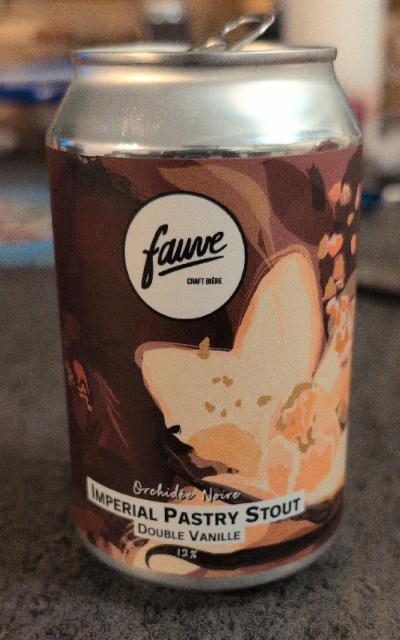 fauve
CRAFT BIÈRE
Orchidée Noire
IMPERIAL PASTRY STOUT
DOUBLE VANILLE
12%